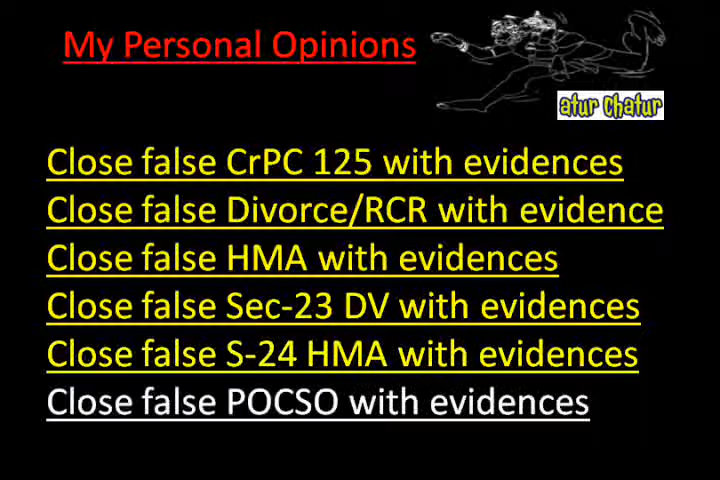 My Personal Opinions
atur Chatur
Close false CrPC 125 with evidences
Close false Divorce/RCR with evidence
Close false HMA with evidences
Close false Sec-23 DV with evidences
Close false S-24 HMA with evidences
Close false POCSO with evidences